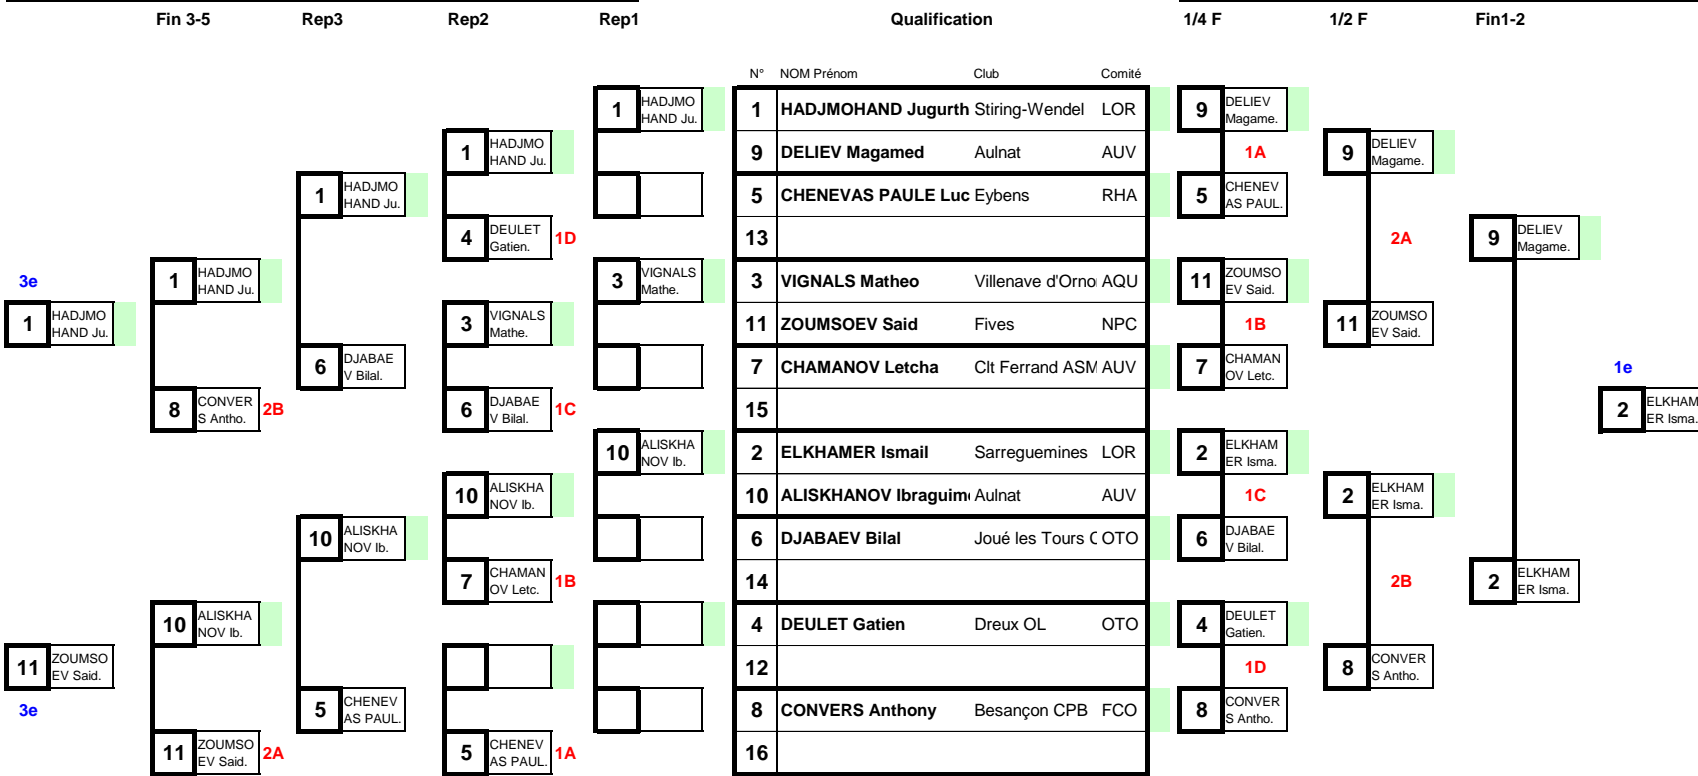 Fin 3-5 Rep3 Rep2 Rep1 Qualification 1/4 F 1/2 F Fin1-2
N° NOM Prénom Club Comité
1 HADJMO HAND Ju. 1 HADJMOHAND Jugurth Stiring-Wendel LOR 9 DELIEV Magame.
1 HADJMO HAND Ju. 9 DELIEV Magamed Aulnat AUV 1A 9 DELIEV Magame.
1 HADJMO HAND Ju. 5 CHENEVAS PAULE Luc Eybens RHA 5 CHENEV AS PAUL.
4 DEULET Gatien. 1D 13 2A 9 DELIEV Magame.
3e 1 HADJMO HAND Ju. 3 VIGNALS Mathe. 3 VIGNALS Matheo Villenave d'Orno AQU 11 ZOUMSO EV Said.
1 HADJMO HAND Ju. 3 VIGNALS Mathe. 11 ZOUMSOEV Said Fives NPC 1B 11 ZOUMSO EV Said.
6 DJABAE V Bilal. 7 CHAMANOV Letcha Clt Ferrand ASM AUV 7 CHAMAN OV Letc. 1e
8 CONVER S Antho. 2B 6 DJABAE V Bilal. 1C 15 2 ELKHAM ER Isma.
10 ALISKHA NOV Ib. 2 ELKHAMER Ismail Sarreguemines LOR 2 ELKHAM ER Isma.
10 ALISKHA NOV Ib. 10 ALISKHANOV Ibraguim Aulnat AUV 1C 2 ELKHAM ER Isma.
10 ALISKHA NOV Ib. 6 DJABAEV Bilal Joué les Tours C OTO 6 DJABAE V Bilal.
7 CHAMAN OV Letc. 1B 14 2B 2 ELKHAM ER Isma.
10 ALISKHA NOV Ib. 4 DEULET Gatien Dreux OL OTO 4 DEULET Gatien.
11 ZOUMSO EV Said. 12 1D 8 CONVER S Antho.
3e 5 CHENEV AS PAUL. 8 CONVERS Anthony Besançon CPB FCO 8 CONVER S Antho.
11 ZOUMSO EV Said. 2A 5 CHENEV AS PAUL. 1A 16